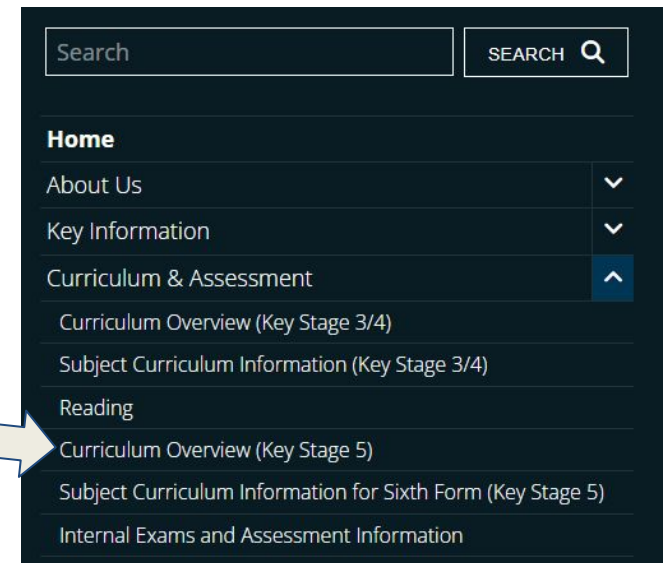 Search
SEARCH
Home
About Us
Key Information
Curriculum & Assessment
Curriculum Overview (Key Stage 3/4)
Subject Curriculum Information (Key Stage 3/4)
Reading
Curriculum Overview (Key Stage 5)
Subject Curriculum Information for Sixth Form (Key Stage 5)
Internal Exams and Assessment Information